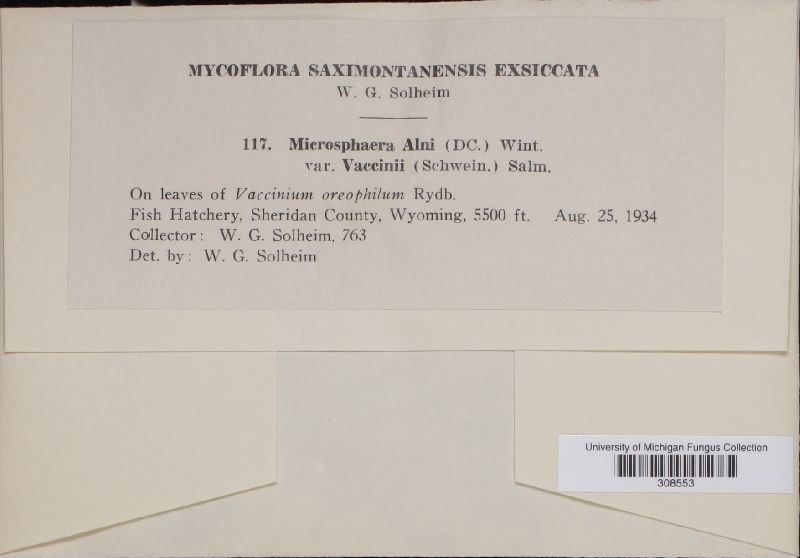 MYCOFLORA SAXIMONTANENSIS EXSICCATA
W. G. Solheim
117. Microsphaera Alni (DC.) Wint.
var. Vaccinii (Schwein.) Salm.
On leaves of Vaccinium oreophilum Rydb.
Fish Hatchery, Sheridan County, Wyoming, 5500 ft. Aug. 25, 1934
Collector: W. G. Solheim, 763
Det. by: W. G. Solheim
University of Michigan Fungus Collection
308553